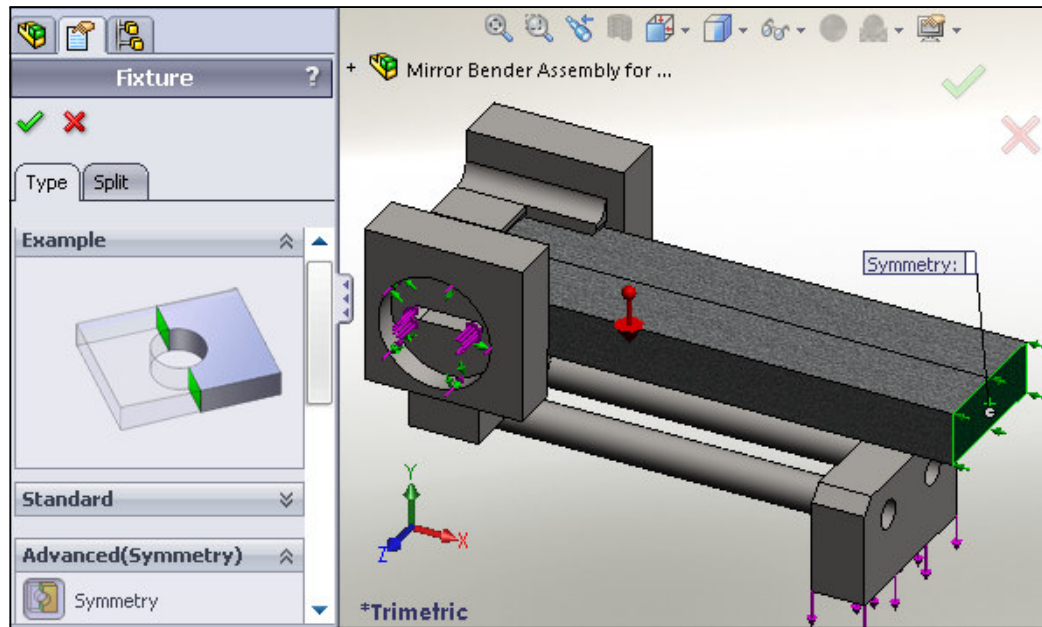 Fixture ?
Type Split
Example
Standard
Advanced(Symmetry)
Symmetry
+ Mirror Bender Assembly for ...
Symmetry:
Y
X
Z
*Trimetric